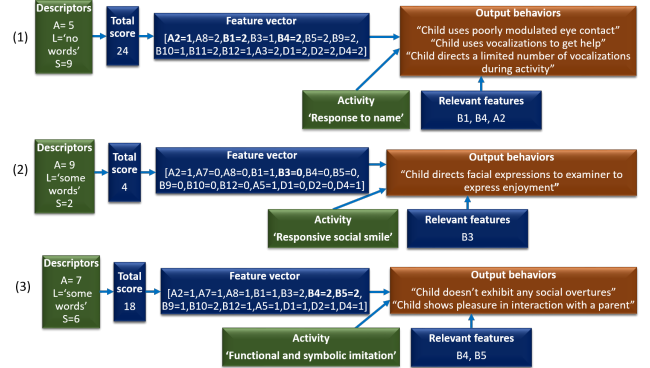 (1)
Descriptors
A= 5
L='no
words'
S=9
Total
score
24
Feature vector
[A2=1,A8=2,B1=2,B3=1,B4=2,B5=2,B9=2,
B10=1,B11=2,B12=1,A3=2,D1=2,D2=2,D4=2]
Output behaviors
“Child uses poorly modulated eye contact”
“Child uses vocalizations to get help”
“Child directs a limited number of vocalizations
during activity”
Activity
‘Response to name’
Relevant features
B1, B4, A2
(2)
Descriptors
A= 9
L=‘some
words’
S=2
Total
score
4
Feature vector
[A2=1,A7=0,A8=0,B1=1,B3=0,B4=0,B5=0,
B9=0,B10=0,B12=0,A5=1,D1=0,D2=0,D4=1]
Output behaviors
“Child directs facial expressions to examiner to
express enjoyment”
Activity
‘Responsive social smile’
Relevant features
B3
(3)
Descriptors
A= 7
L=‘some
words’
S=6
Total
score
18
Feature vector
[A2=1,A7=1,A8=1,B1=1,B3=2,B4=2,B5=2,
B9=1,B10=2,B12=1,A5=1,D1=1,D2=1,D4=1]
Output behaviors
“Child doesn’t exhibit any social overtures”
“Child shows pleasure in interaction with a parent”
Activity
‘Functional and symbolic imitation’
Relevant features
B4, B5